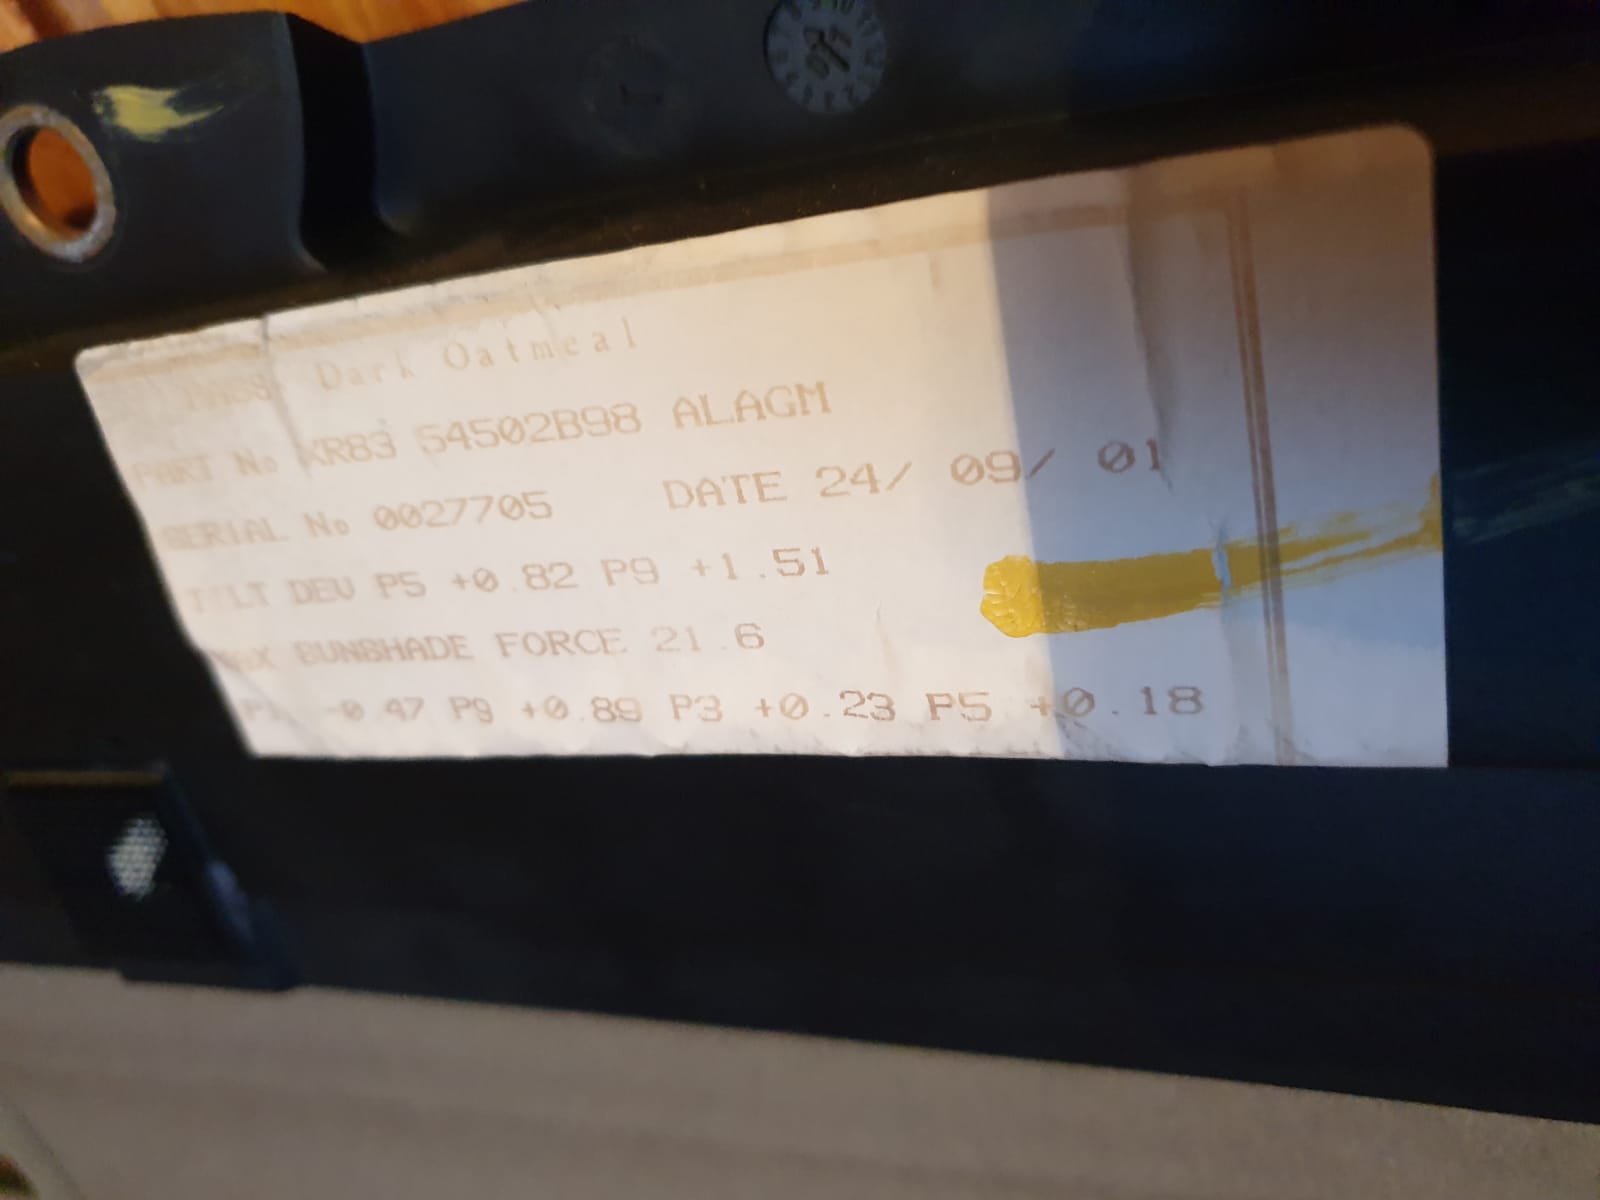 Dark Oatmeal
PART No XR83 54502B98 ALAGM
SERIAL No 0027705 DATE 24/ 09/ 01
TILT DEV P5 +0.82 P9 +1.51
MAX SUNSHADE FORCE 21.6
-0.47 P9 +0.89 P3 +0.23 P5 +0.18